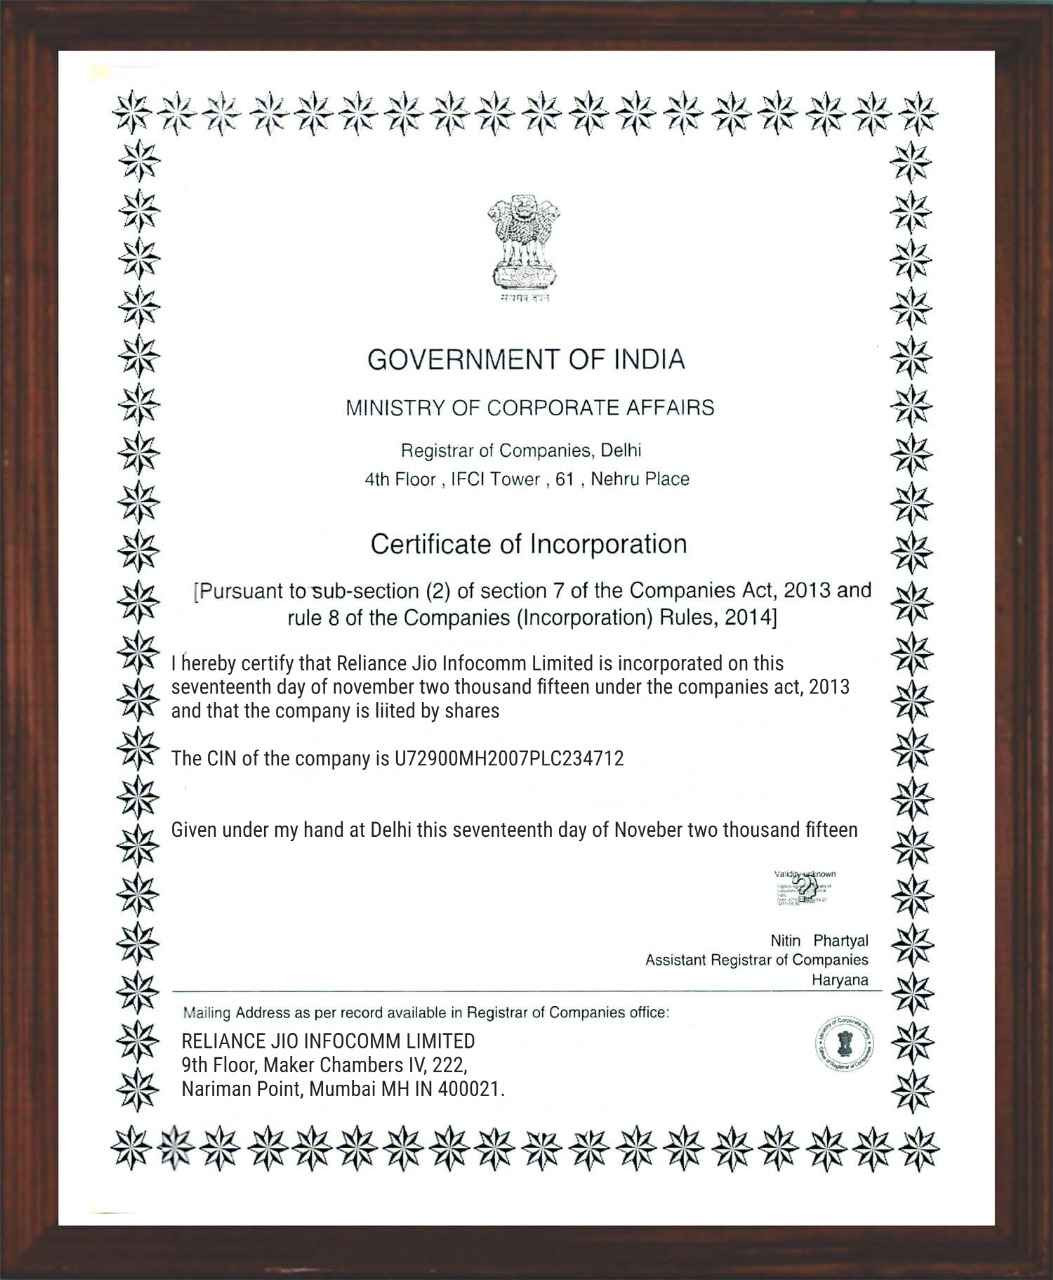 सत्यमेव जयते
GOVERNMENT OF INDIA
MINISTRY OF CORPORATE AFFAIRS
Registrar of Companies, Delhi
4th Floor , IFCI Tower , 61 , Nehru Place
Certificate of Incorporation
[Pursuant to sub-section (2) of section 7 of the Companies Act, 2013 and
rule 8 of the Companies (Incorporation) Rules, 2014]
I hereby certify that Reliance Jio Infocomm Limited is incorporated on this
seventeenth day of november two thousand fifteen under the companies act, 2013
and that the company is liited by shares
The CIN of the company is U72900MH2007PLC234712
Given under my hand at Delhi this seventeenth day of Noveber two thousand fifteen
Validity unknown
Nitin Phartyal
Assistant Registrar of Companies
Haryana
Mailing Address as per record available in Registrar of Companies office:
RELIANCE JIO INFOCOMM LIMITED
9th Floor, Maker Chambers IV, 222,
Nariman Point, Mumbai MH IN 400021.
Ministry of Corporate Affairs